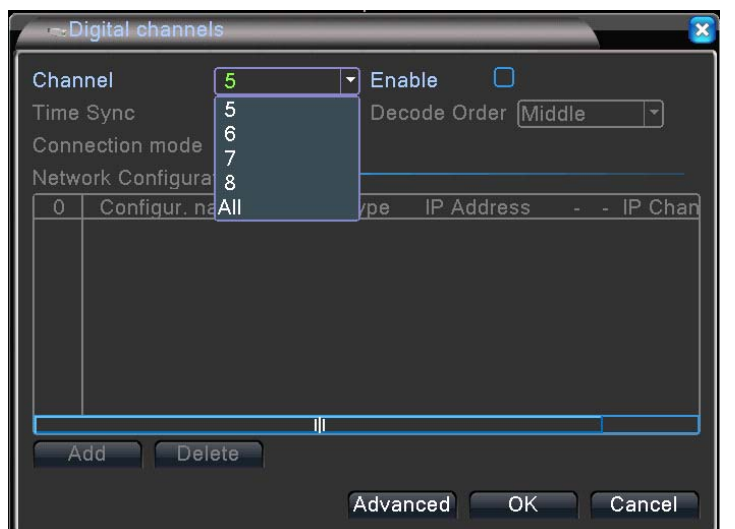 Digital channels
Channel 5 Enable
Time Sync 5 Decode Order Middle
Connection mode 6
7
Network Configura 8
0 Configur. na All ype IP Address - - IP Chan
Add Delete
Advanced OK Cancel